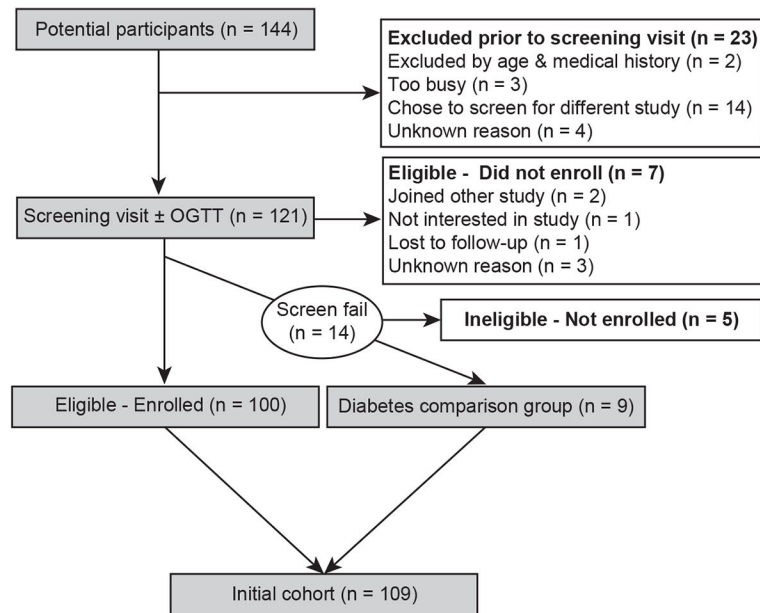 Potential participants (n = 144)
Excluded prior to screening visit (n = 23)
Excluded by age & medical history (n = 2)
Too busy (n = 3)
Chose to screen for different study (n = 14)
Unknown reason (n = 4)
Eligible - Did not enroll (n = 7)
Joined other study (n = 2)
Not interested in study (n = 1)
Lost to follow-up (n = 1)
Unknown reason (n = 3)
Screening visit ± OGTT (n = 121)
Screen fail
(n = 14)
Ineligible - Not enrolled (n = 5)
Eligible - Enrolled (n = 100)
Diabetes comparison group (n = 9)
Initial cohort (n = 109)